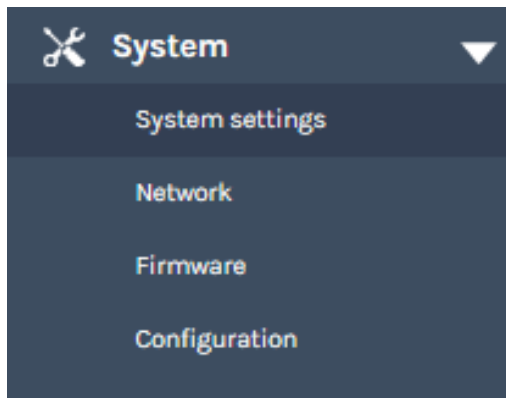 System
System settings
Network
Firmware
Configuration